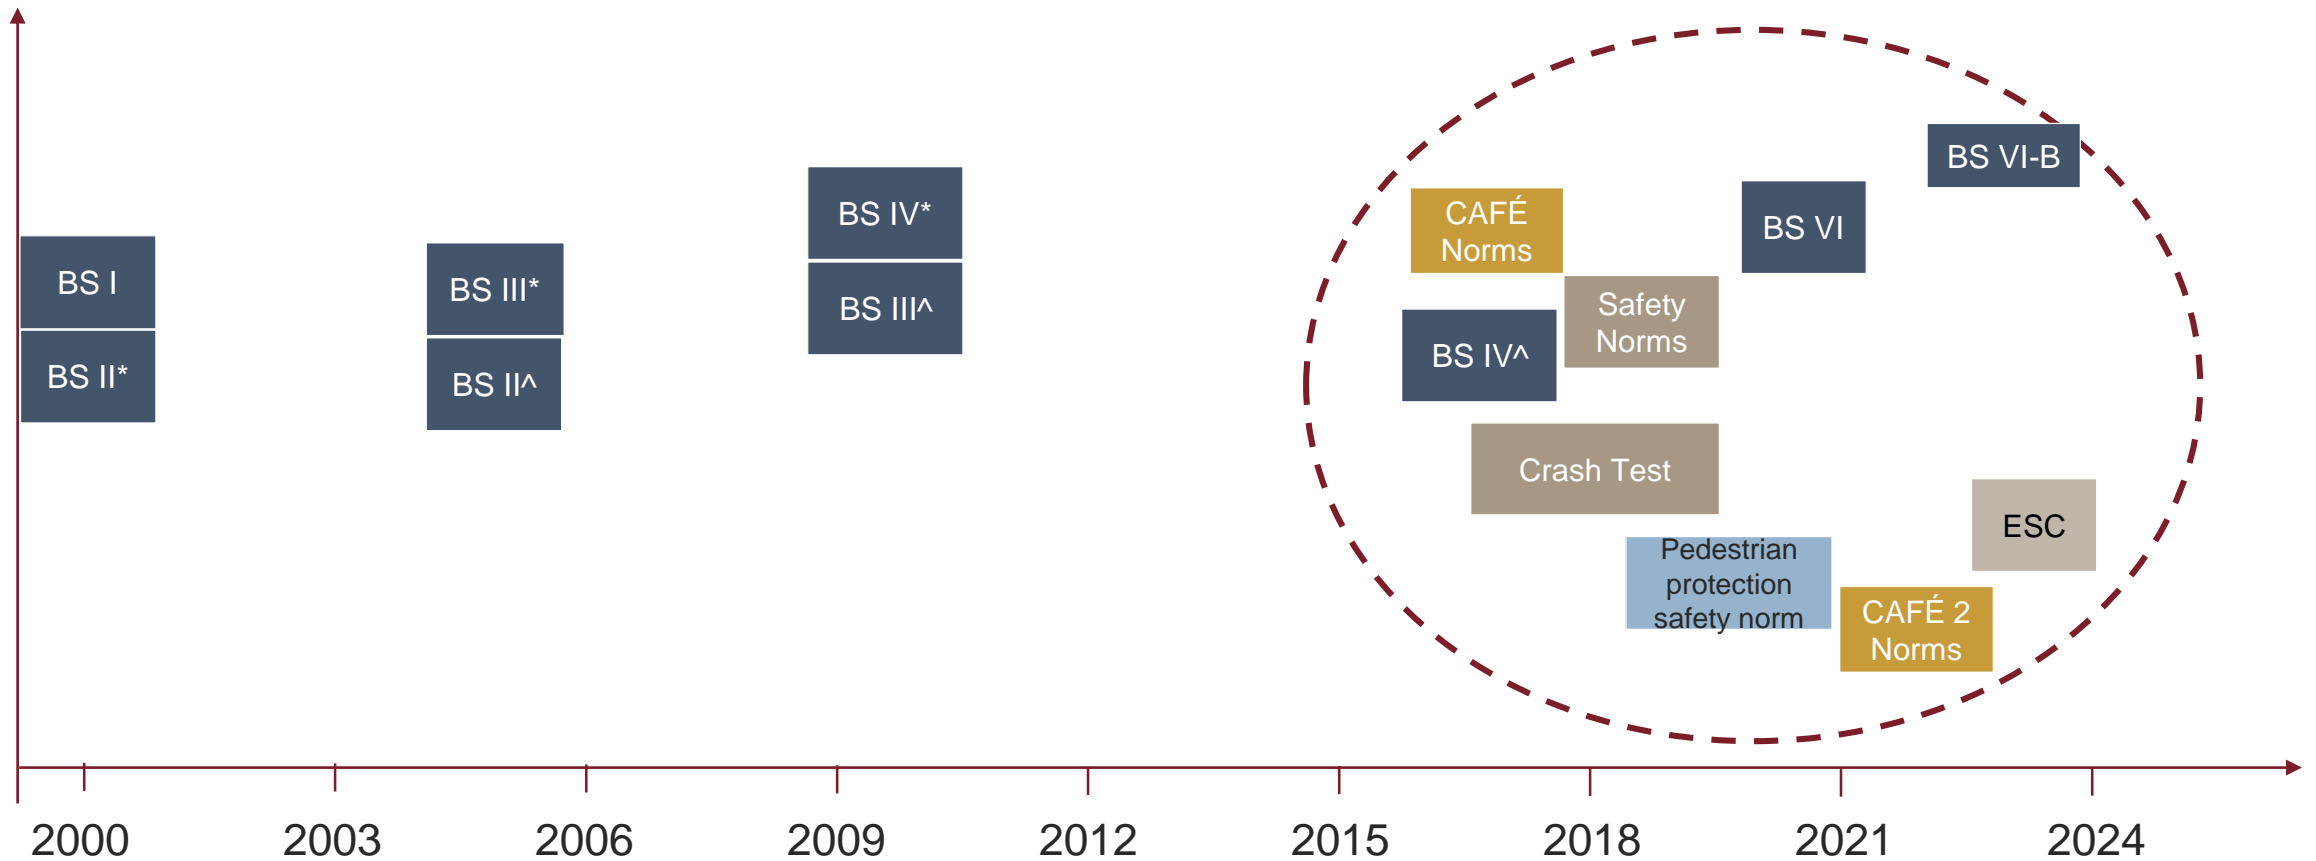 BS I
BS II*
BS III*
BS II^
BS IV*
BS III^
CAFÉ
Norms
BS IV^
Safety
Norms
Crash Test
Pedestrian
protection
safety norm
BS VI
CAFÉ 2
Norms
BS VI-B
ESC
2000
2003
2006
2009
2012
2015
2018
2021
2024